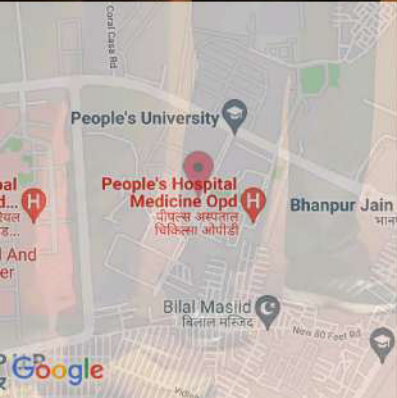 Coral Casa Rd
People's University
People's Hospital
Medicine Opd
पीपल्स अस्पताल
चिकित्सा ओपीडी
Bhanpur Jain
And
Bilal Masjid
बिलाल मस्जिद
New 80 Feet Rd
Google